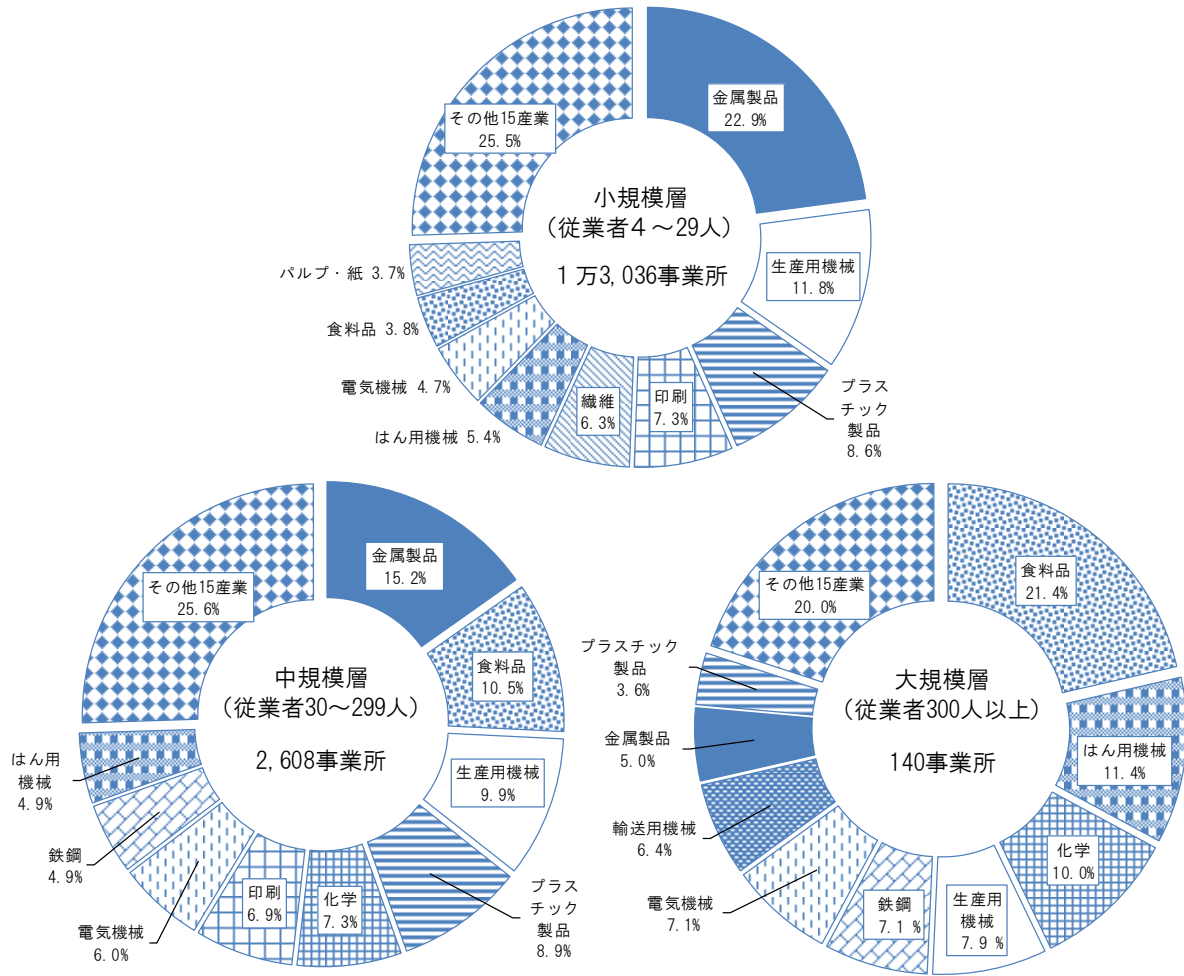 その他15産業
25.5%
金属製品
22.9%
小規模層
（従業者４～29人）
１万3,036事業所
生産用機械
11.8%
パルプ・紙 3.7%
食料品 3.8%
電気機械 4.7%
はん用機械 5.4%
繊維
6.3%
印刷
7.3%
プラス
チック
製品
8.6%
その他15産業
25.6%
金属製品
15.2%
中規模層
（従業者30～299人）
2,608事業所
食料品
10.5%
生産用機械
9.9%
はん用
機械
4.9%
鉄鋼
4.9%
電気機械
6.0%
印刷
6.9%
化学
7.3%
プラス
チック
製品
8.9%
その他15産業
20.0%
食料品
21.4%
大規模層
（従業者300人以上）
140事業所
プラスチック
製品
3.6%
金属製品
5.0%
輸送用機械
6.4%
電気機械
7.1%
鉄鋼
7.1 %
生産用
機械
7.9 %
化学
10.0%
はん用機械
11.4%